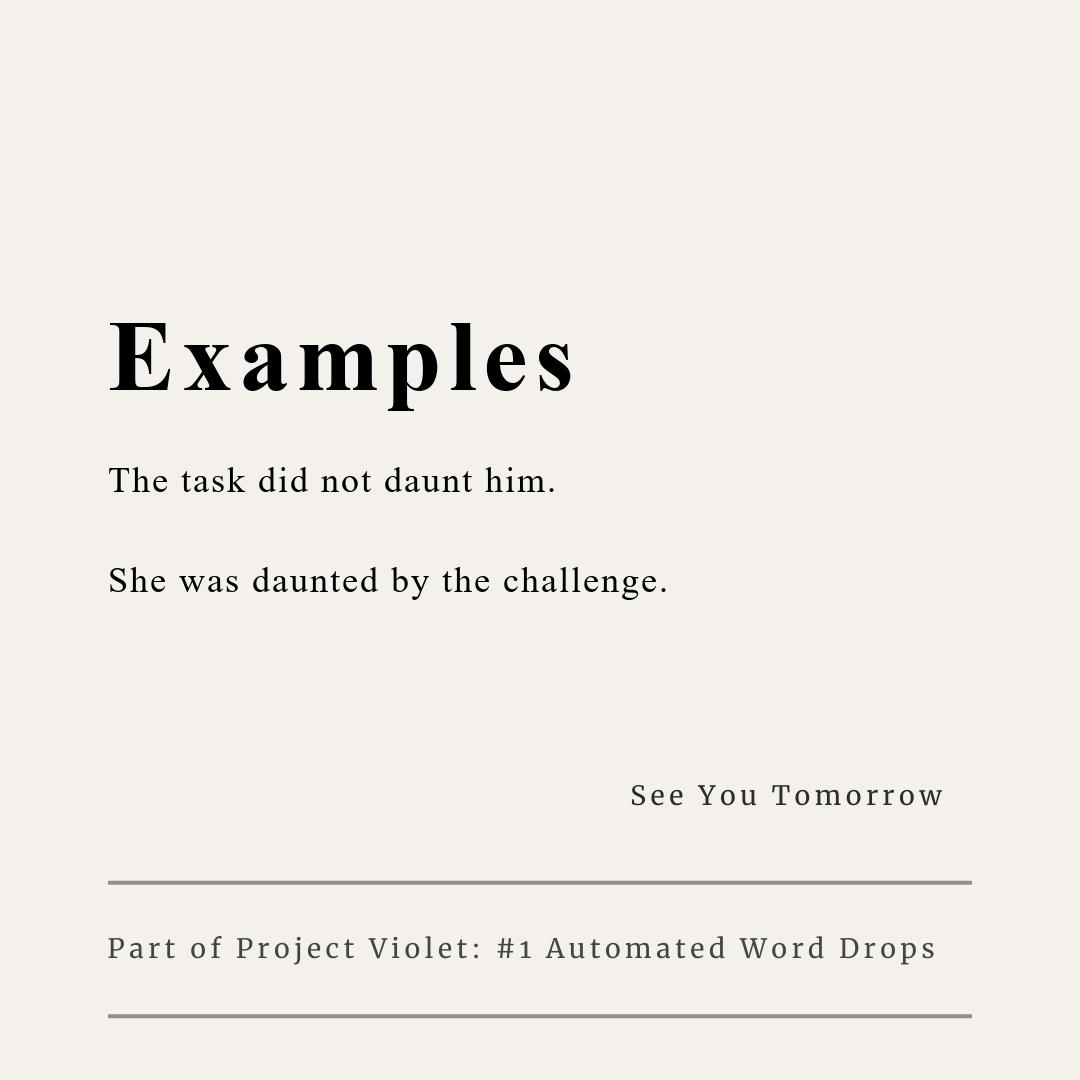 Examples
The task did not daunt him.
She was daunted by the challenge.
See You Tomorrow
Part of Project Violet: #1 Automated Word Drops